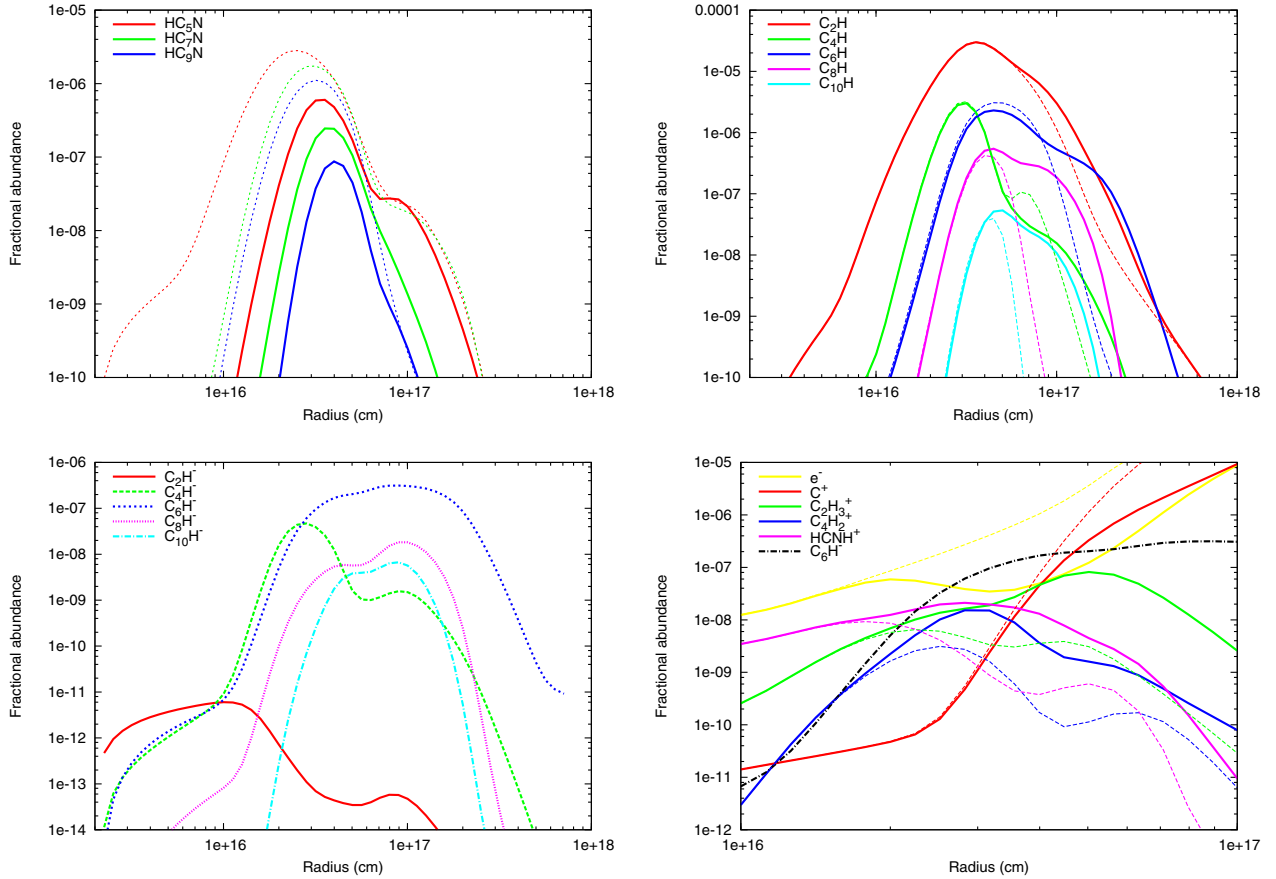 HC₅N
HC₇N
HC₉N
Fractional abundance
1e-05
1e-06
1e-07
1e-08
1e-09
1e-10
1e+16
1e+17
1e+18
Radius (cm)
C₂H
C₄H
C₆H
C₈H
C₁₀H
Fractional abundance
0.0001
1e-05
1e-06
1e-07
1e-08
1e-09
1e-10
1e+16
1e+17
1e+18
Radius (cm)
C₂H⁻
C₄H⁻
C₆H⁻
C₈H⁻
C₁₀H⁻
Fractional abundance
1e-06
1e-07
1e-08
1e-09
1e-10
1e-11
1e-12
1e-13
1e-14
1e+16
1e+17
1e+18
Radius (cm)
e⁻
C⁺
C₂H₃⁺
C₄H₂⁺
HCNH⁺
C₆H⁻
Fractional abundance
1e-05
1e-06
1e-07
1e-08
1e-09
1e-10
1e-11
1e-12
1e+16
1e+17
Radius (cm)